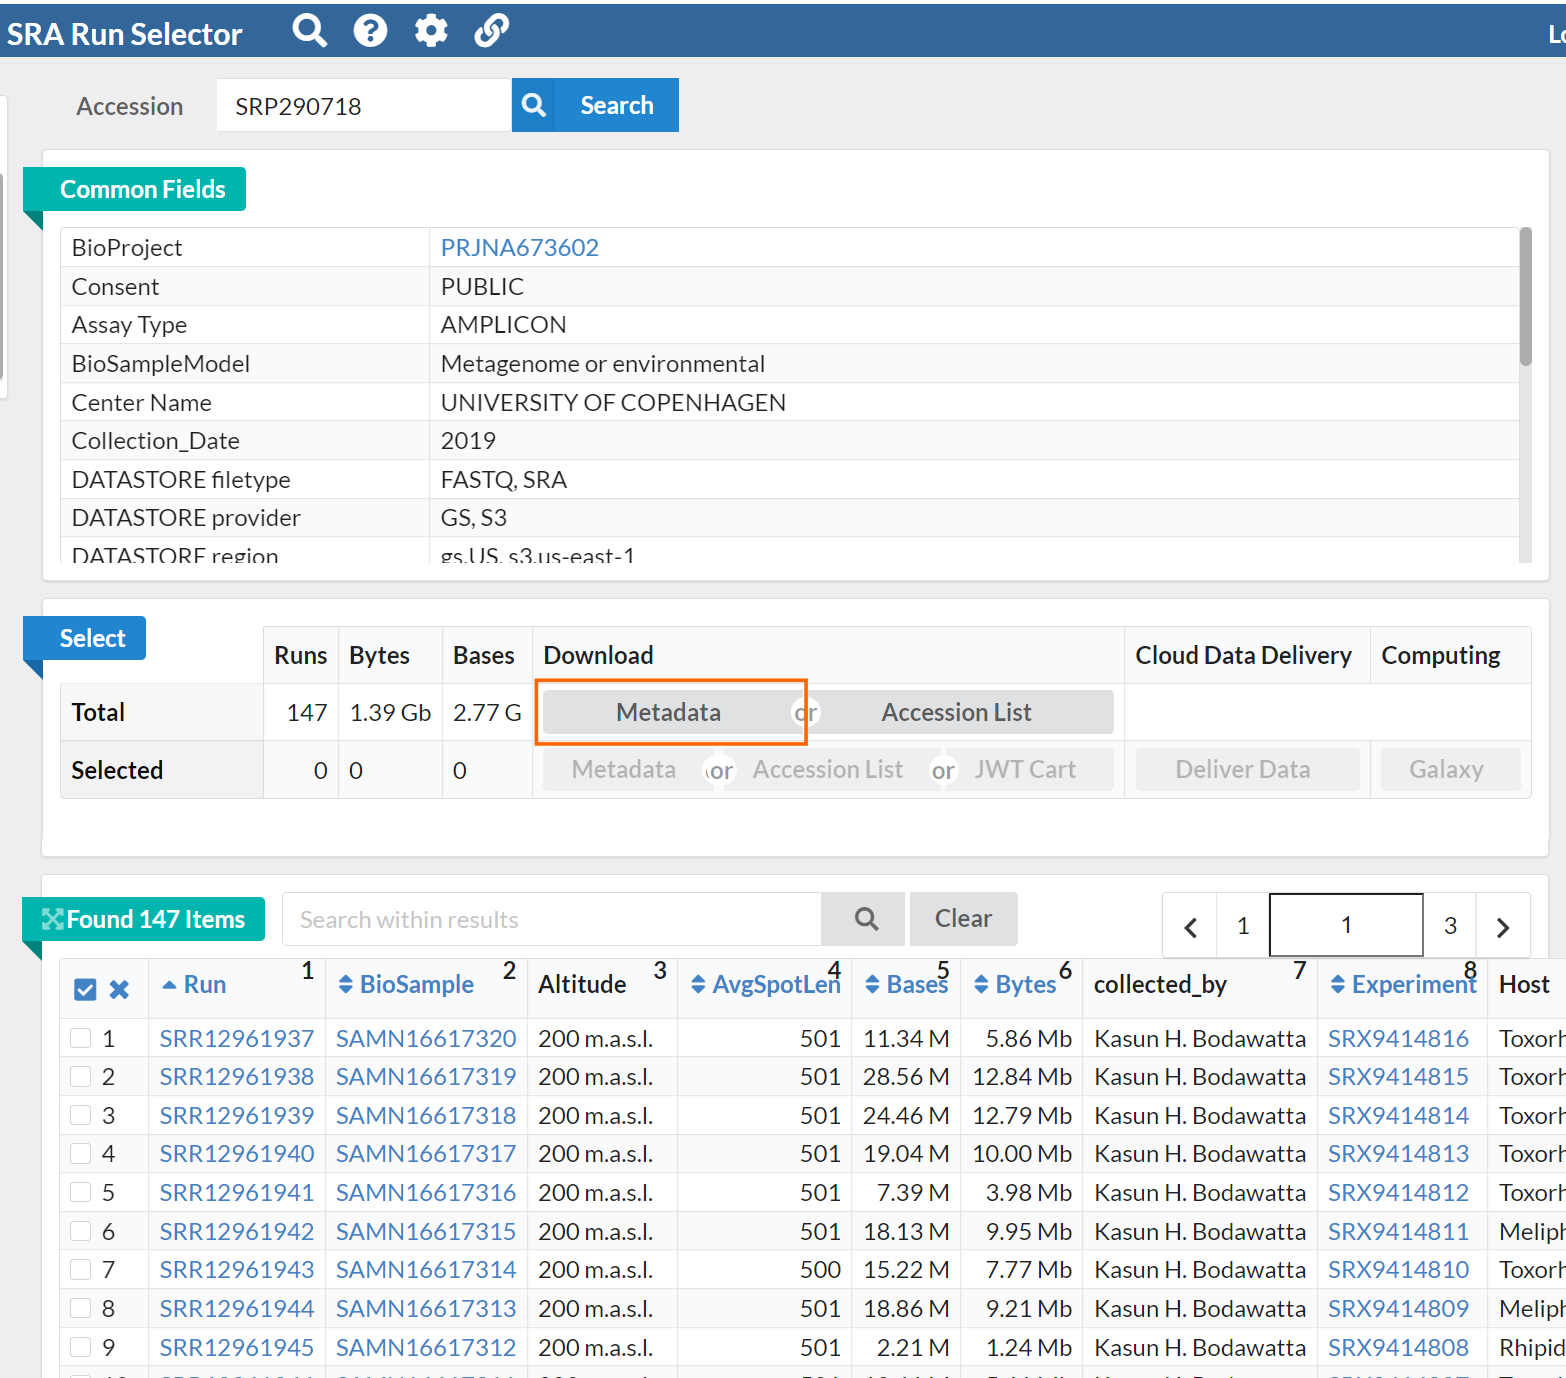 SRA Run Selector
Accession SRP290718 Search
Common Fields
BioProject PRJNA673602
Consent PUBLIC
Assay Type AMPLICON
BioSampleModel Metagenome or environmental
Center Name UNIVERSITY OF COPENHAGEN
Collection_Date 2019
DATASTORE filetype FASTQ, SRA
DATASTORE provider GS, S3
DATASTORE region gs.US, s3.us-east-1
Select
Runs Bytes Bases Download Cloud Data Delivery Computing
Total 147 1.39 Gb 2.77 G Metadata or Accession List
Selected 0 0 0 Metadata or Accession List or JWT Cart Deliver Data Galaxy
Found 147 Items Search within results Clear 1 1 3
Run 1 BioSample 2 Altitude 3 AvgSpotLen 4 Bases 5 Bytes 6 collected_by 7 Experiment 8 Host
1 SRR12961937 SAMN16617320 200 m.a.s.l. 501 11.34 M 5.86 Mb Kasun H. Bodawatta SRX9414816 Toxorh
2 SRR12961938 SAMN16617319 200 m.a.s.l. 501 28.56 M 12.84 Mb Kasun H. Bodawatta SRX9414815 Toxorh
3 SRR12961939 SAMN16617318 200 m.a.s.l. 501 24.46 M 12.79 Mb Kasun H. Bodawatta SRX9414814 Toxorh
4 SRR12961940 SAMN16617317 200 m.a.s.l. 501 19.04 M 10.00 Mb Kasun H. Bodawatta SRX9414813 Toxorh
5 SRR12961941 SAMN16617316 200 m.a.s.l. 501 7.39 M 3.98 Mb Kasun H. Bodawatta SRX9414812 Toxorh
6 SRR12961942 SAMN16617315 200 m.a.s.l. 501 18.13 M 9.95 Mb Kasun H. Bodawatta SRX9414811 Meliph
7 SRR12961943 SAMN16617314 200 m.a.s.l. 500 15.22 M 7.77 Mb Kasun H. Bodawatta SRX9414810 Toxorh
8 SRR12961944 SAMN16617313 200 m.a.s.l. 501 18.86 M 9.21 Mb Kasun H. Bodawatta SRX9414809 Meliph
9 SRR12961945 SAMN16617312 200 m.a.s.l. 501 2.21 M 1.24 Mb Kasun H. Bodawatta SRX9414808 Rhipid